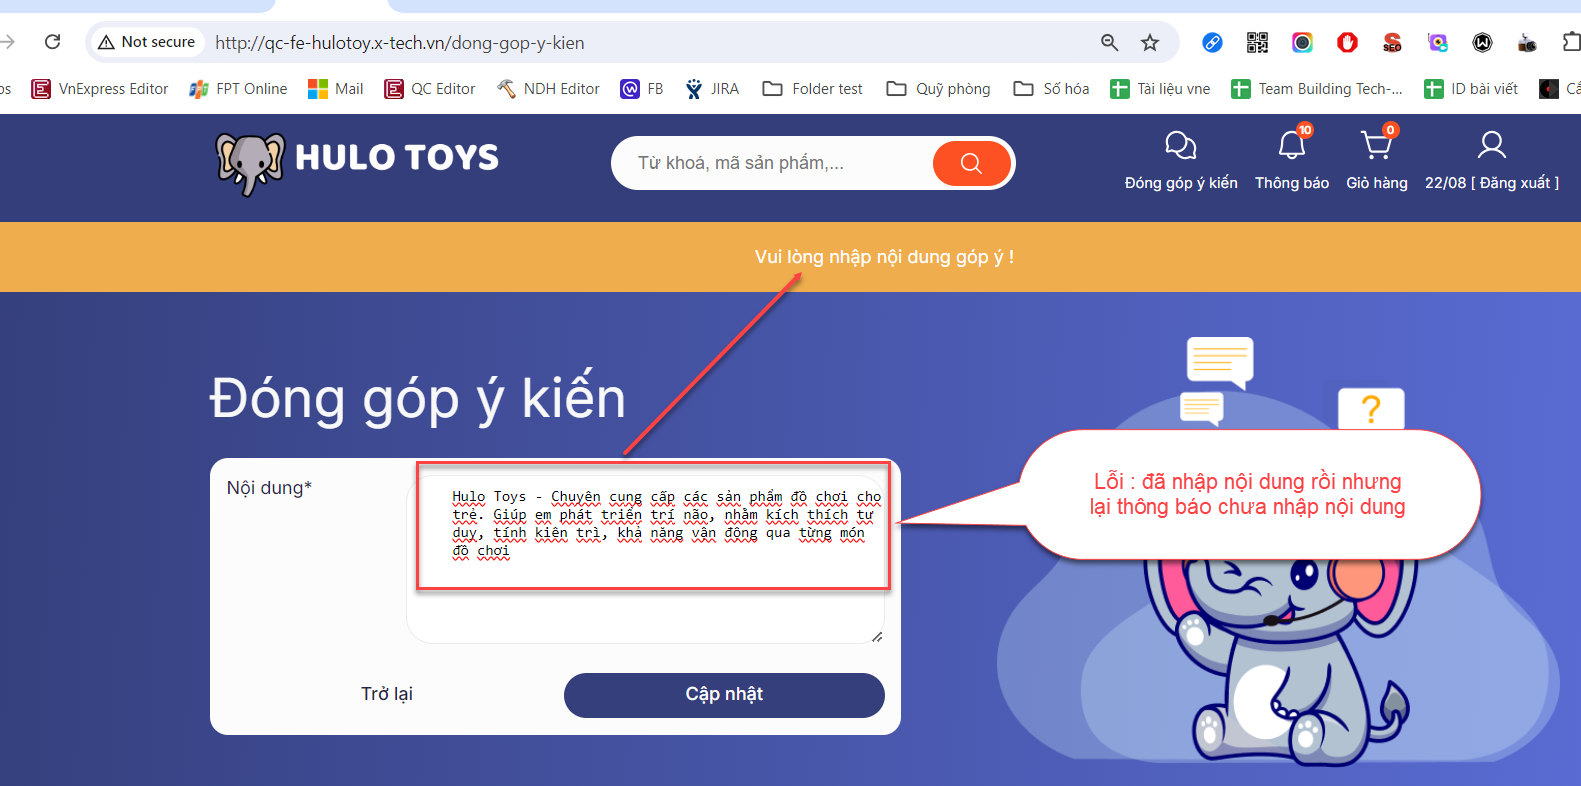 Not secure
http://qc-fe-hulotoy.x-tech.vn/dong-gop-y-kien
SEO
VnExpress Editor
FPT Online
Mail
QC Editor
NDH Editor
FB
JIRA
Folder test
Quỹ phòng
Số hóa
Tài liệu vne
Team Building Tech-...
ID bài viết
HULO TOYS
Từ khoá, mã sản phẩm,...
10
0
Đóng góp ý kiến
Thông báo
Giỏ hàng
22/08 [ Đăng xuất ]
Vui lòng nhập nội dung góp ý !
Đóng góp ý kiến
?
Nội dung*
Hulo Toys - Chuyên cung cấp các sản phẩm đồ chơi cho
trẻ. Giúp em phát triển trí não, nhằm kích thích tư
duy, tính kiên trì, khả năng vận động qua từng món
đồ chơi
Lỗi : đã nhập nội dung rồi nhưng
lại thông báo chưa nhập nội dung
Trở lại
Cập nhật